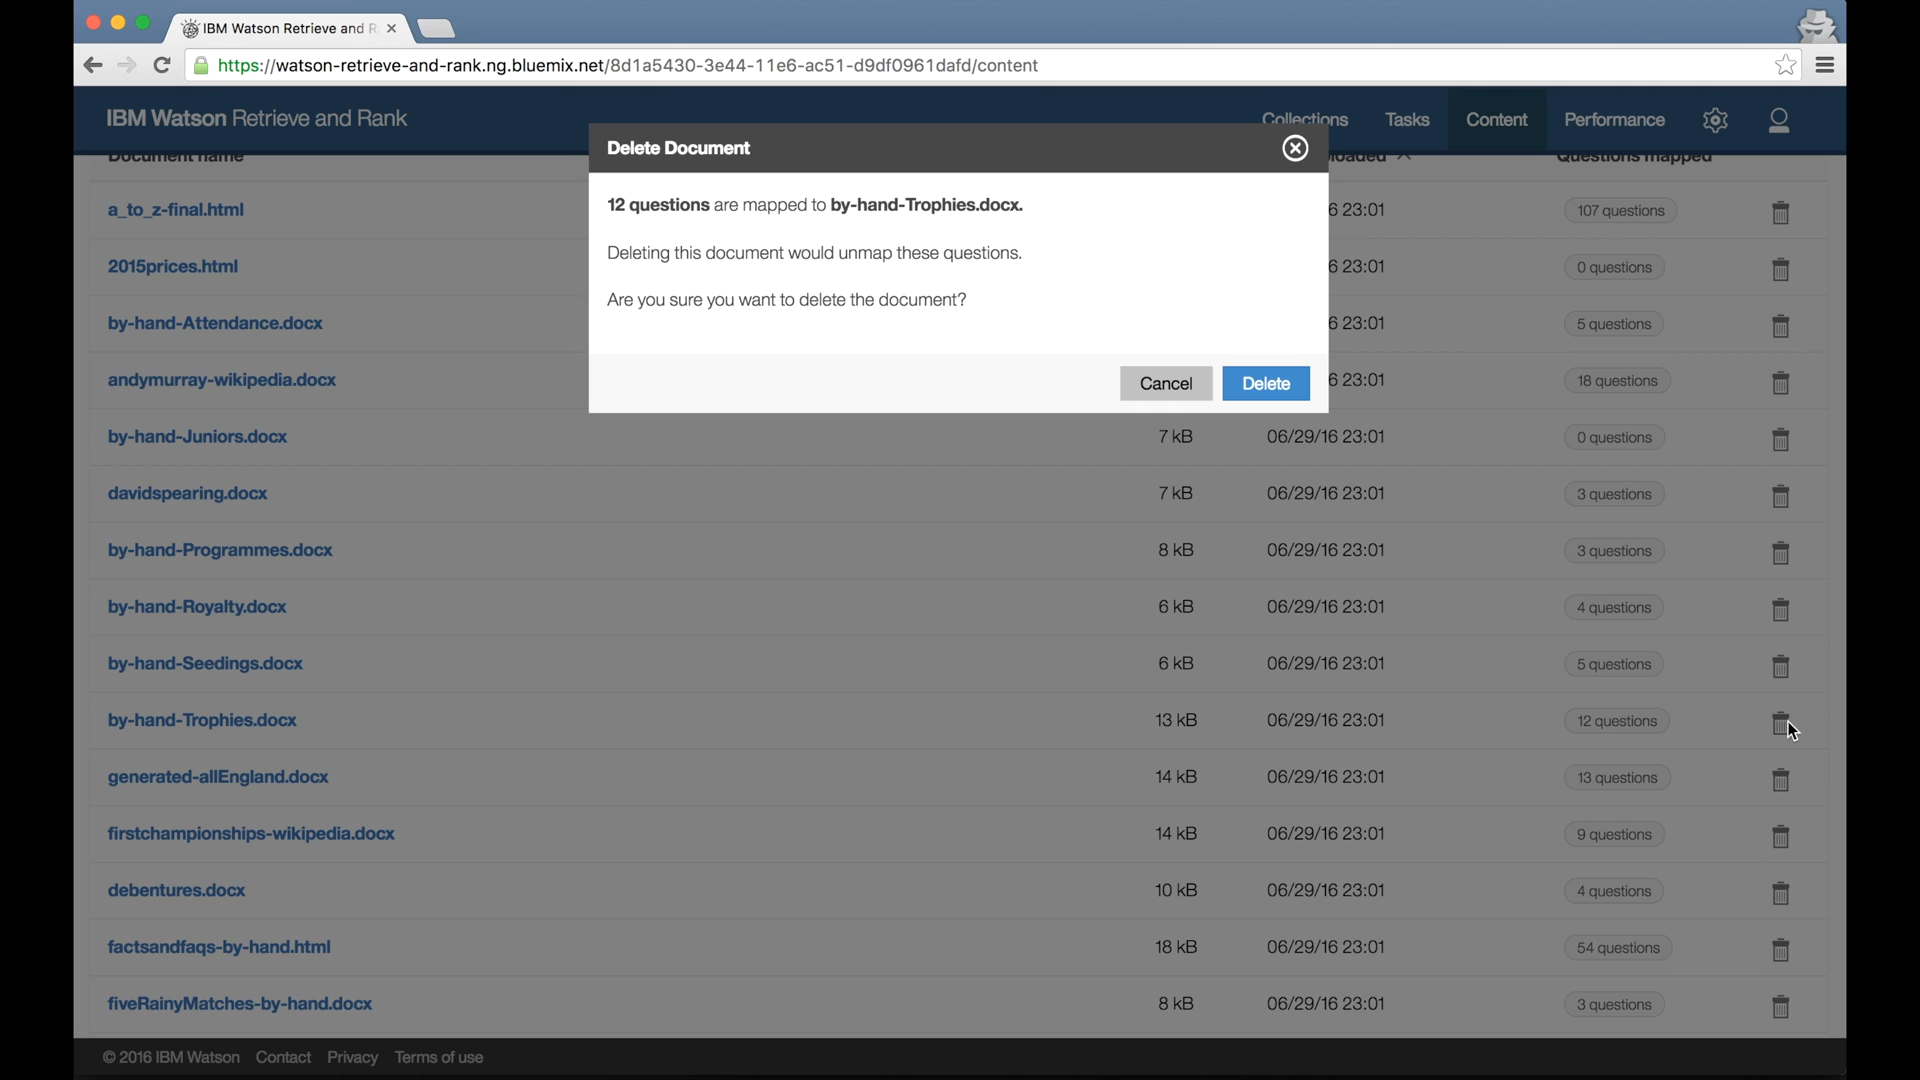 IBM Watson Retrieve and R
https://watson-retrieve-and-rank.ng.bluemix.net/8d1a5430-3e44-11e6-ac51-d9df0961dafd/content
IBM Watson Retrieve and Rank
Collections Tasks Content Performance
Document name Questions mapped
Delete Document
12 questions are mapped to by-hand-Trophies.docx.
Deleting this document would unmap these questions.
Are you sure you want to delete the document?
Cancel Delete
a_to_z-final.html 6 23:01 107 questions
2015prices.html 6 23:01 0 questions
by-hand-Attendance.docx 6 23:01 5 questions
andymurray-wikipedia.docx 6 23:01 18 questions
by-hand-Juniors.docx 7 kB 06/29/16 23:01 0 questions
davidspearing.docx 7 kB 06/29/16 23:01 3 questions
by-hand-Programmes.docx 8 kB 06/29/16 23:01 3 questions
by-hand-Royalty.docx 6 kB 06/29/16 23:01 4 questions
by-hand-Seedings.docx 6 kB 06/29/16 23:01 5 questions
by-hand-Trophies.docx 13 kB 06/29/16 23:01 12 questions
generated-allEngland.docx 14 kB 06/29/16 23:01 13 questions
firstchampionships-wikipedia.docx 14 kB 06/29/16 23:01 9 questions
debentures.docx 10 kB 06/29/16 23:01 4 questions
factsandfaqs-by-hand.html 18 kB 06/29/16 23:01 54 questions
fiveRainyMatches-by-hand.docx 8 kB 06/29/16 23:01 3 questions
© 2016 IBM Watson Contact Privacy Terms of use